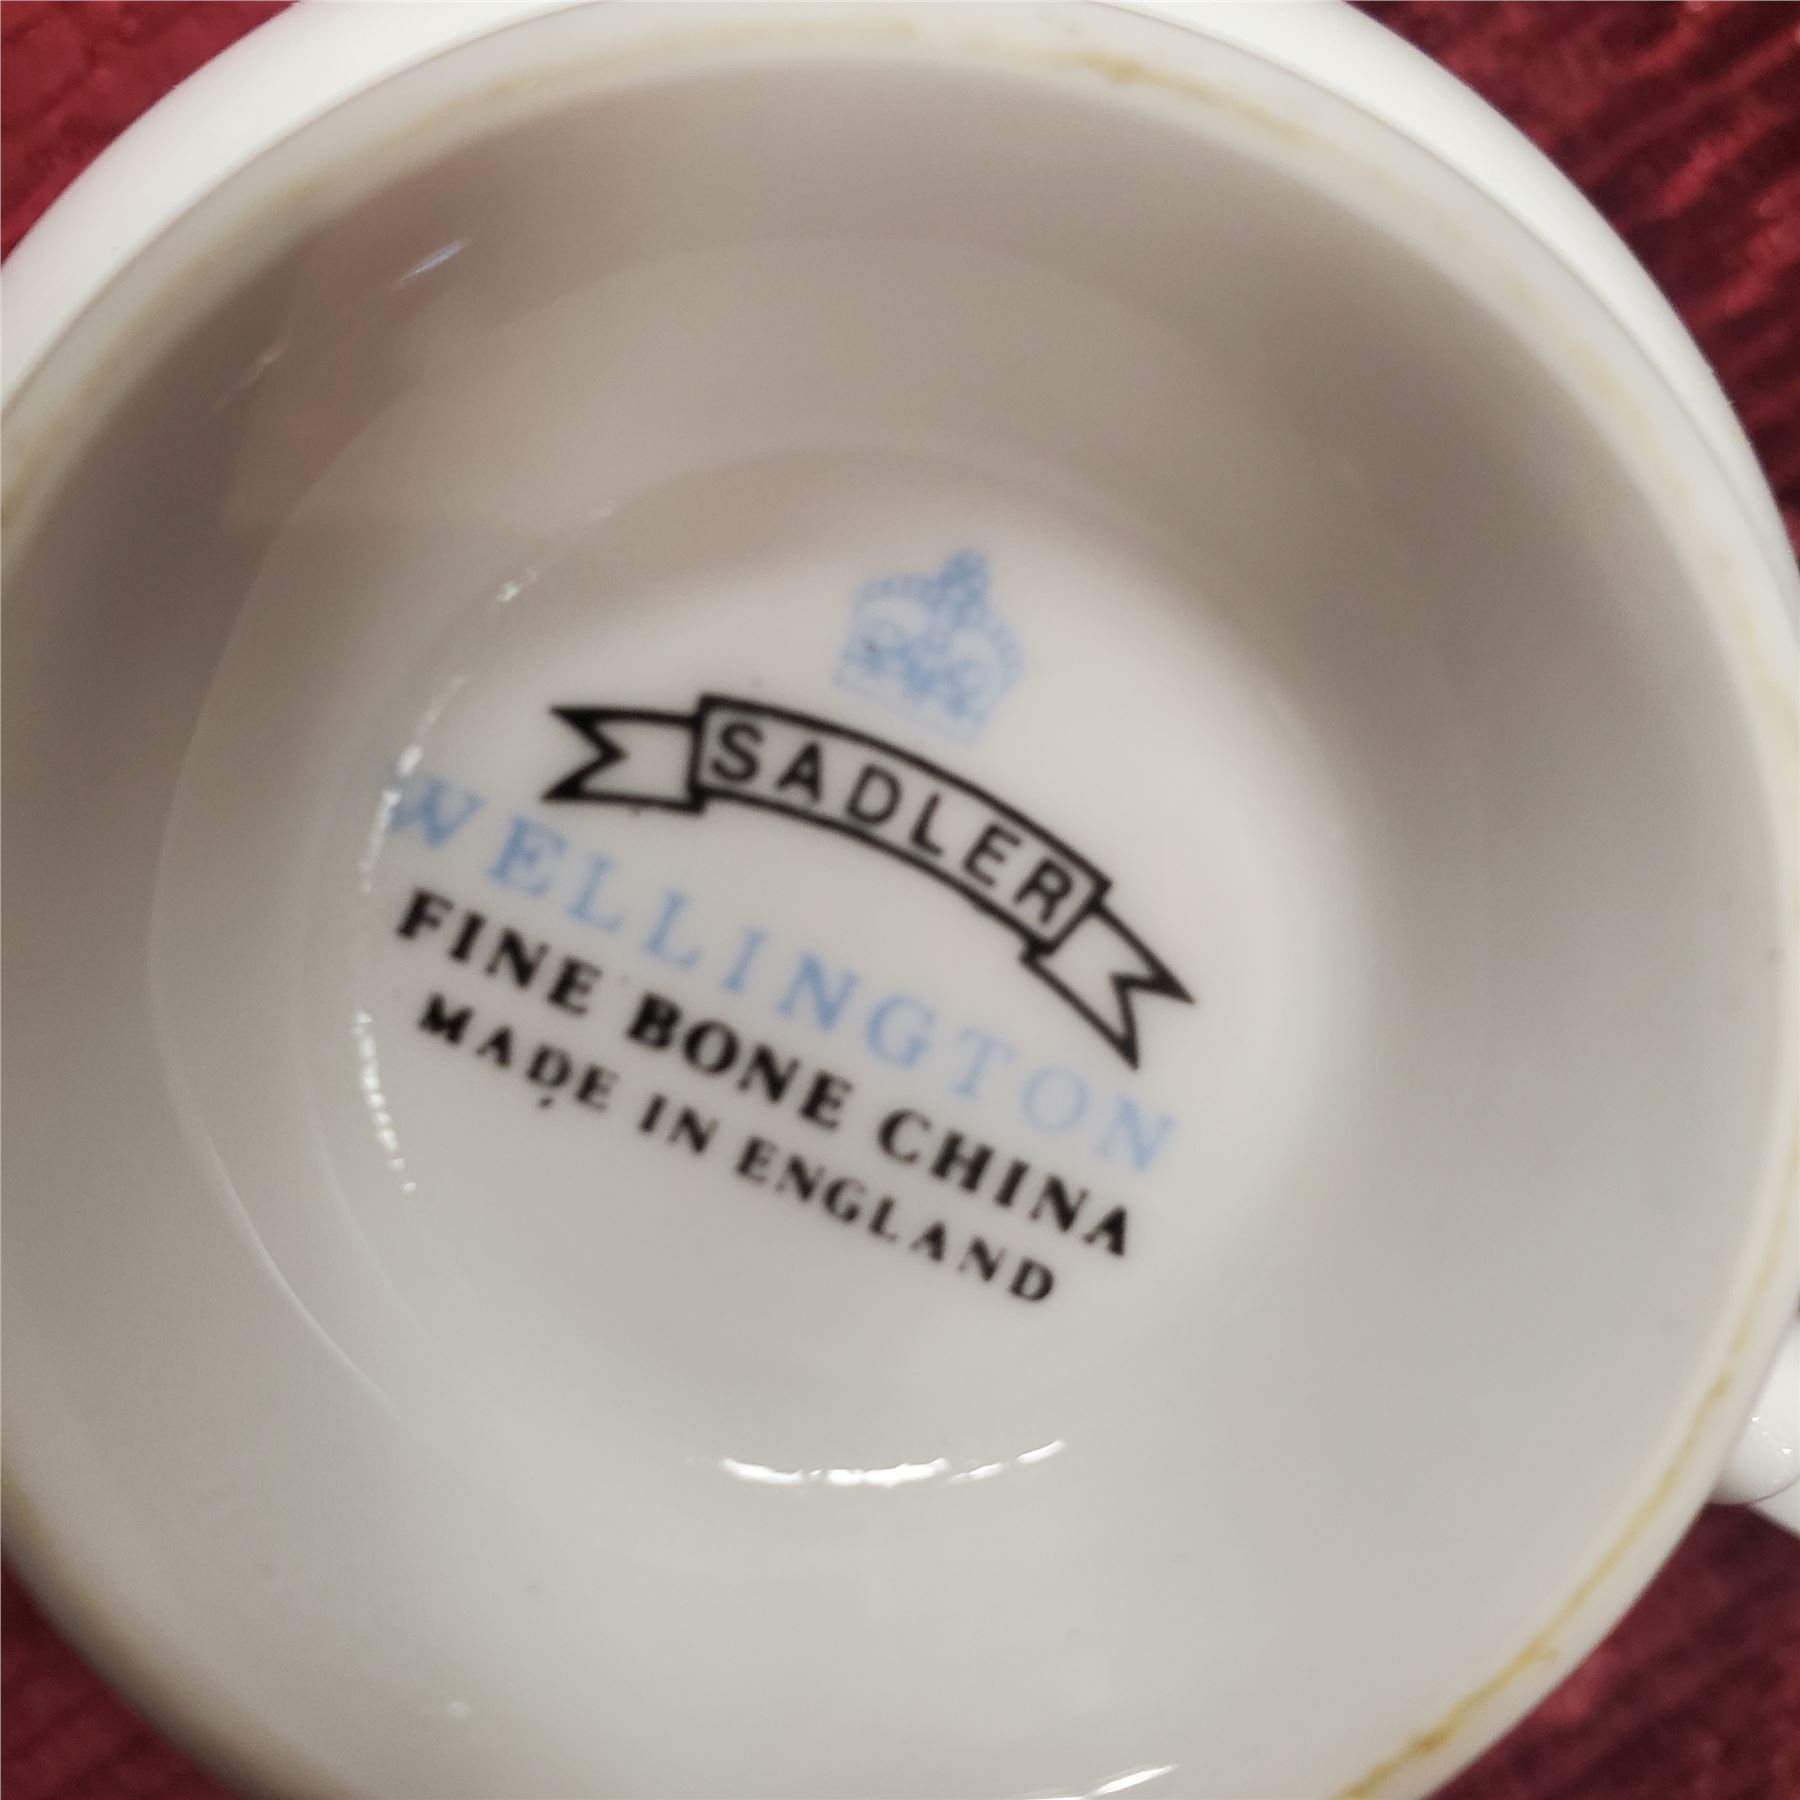 SADLER
WELLINGTON
FINE BONE CHINA
MADE IN ENGLAND